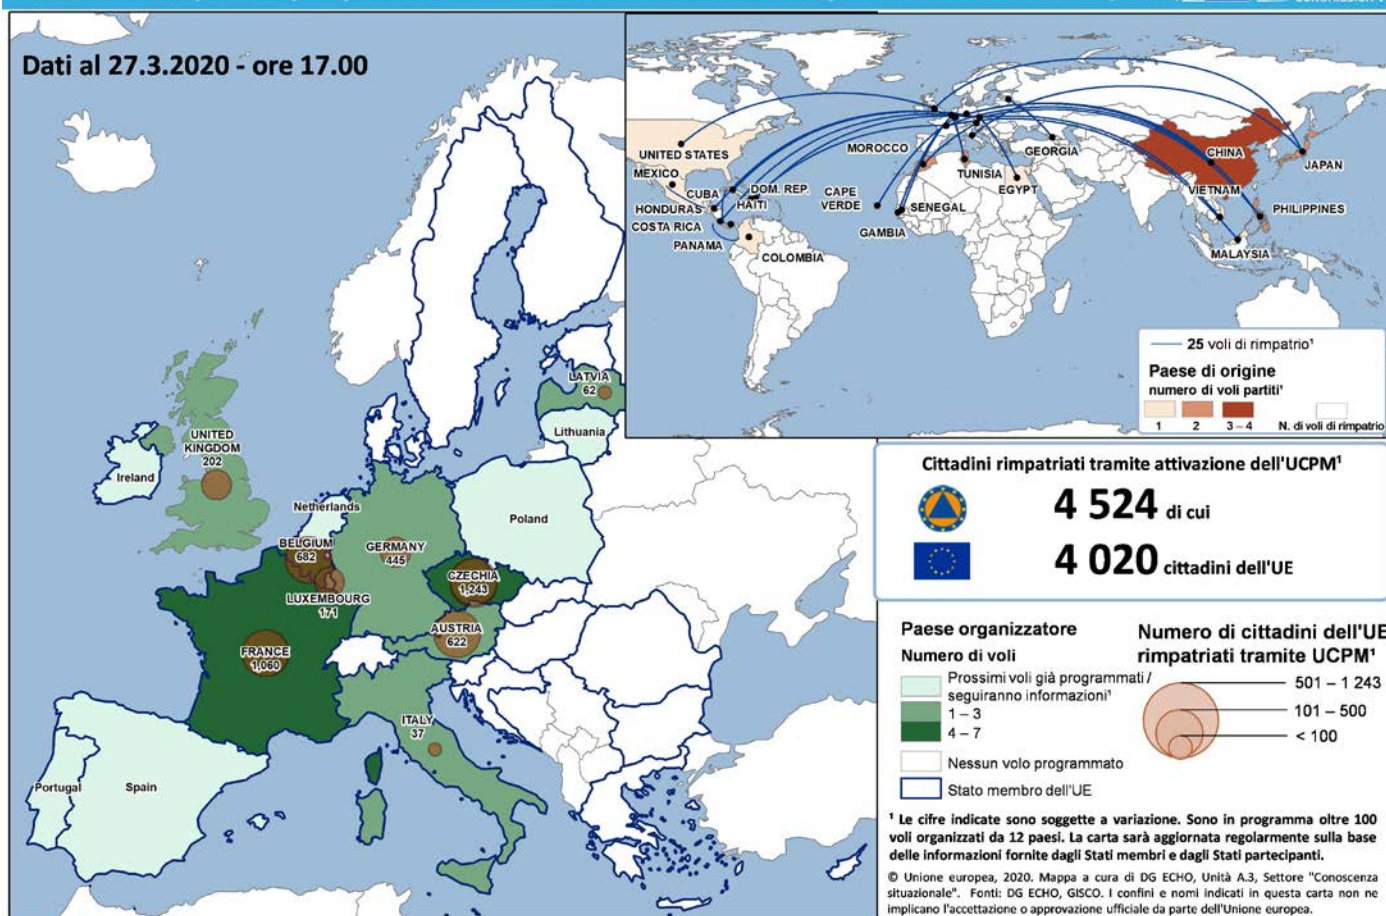 Dati al 27.3.2020 - ore 17.00
UNITED STATES
MEXICO
CUBA
DOM. REP.
HAITI
HONDURAS
COSTA RICA
PANAMA
COLOMBIA
MOROCCO
CAPE
VERDE
SENEGAL
GAMBIA
TUNISIA
EGYPT
GEORGIA
CHINA
JAPAN
VIETNAM
PHILIPPINES
MALAYSIA
25 voli di rimpatrio¹
Paese di origine
numero di voli partiti¹
1 2 3 – 4 N. di voli di rimpatrio
LATVIA
62
Lithuania
UNITED
KINGDOM
202
Ireland
Netherlands
Poland
BELGIUM
682
GERMANY
445
CZECHIA
1,243
LUXEMBOURG
171
AUSTRIA
622
FRANCE
1,060
ITALY
37
Portugal
Spain
Cittadini rimpatriati tramite attivazione dell'UCPM¹
4 524 di cui
4 020 cittadini dell'UE
Paese organizzatore
Numero di voli
Prossimi voli già programmati /
seguiranno informazioni¹
1 – 3
4 – 7
Nessun volo programmato
Stato membro dell'UE
Numero di cittadini dell'UE
rimpatriati tramite UCPM¹
501 – 1 243
101 – 500
< 100
¹ Le cifre indicate sono soggette a variazione. Sono in programma oltre 100
voli organizzati da 12 paesi. La carta sarà aggiornata regolarmente sulla base
delle informazioni fornite dagli Stati membri e dagli Stati partecipanti.
© Unione europea, 2020. Mappa a cura di DG ECHO, Unità A.3, Settore "Conoscenza
situazionale". Fonti: DG ECHO, GISCO. I confini e nomi indicati in questa carta non ne
implicano l'accettazione o approvazione ufficiale da parte dell'Unione europea.